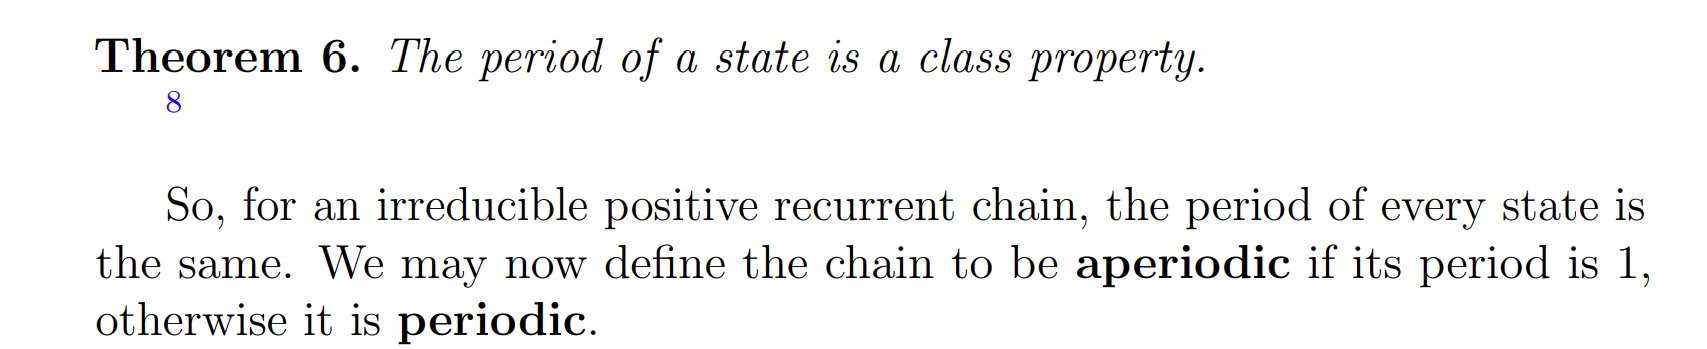 Theorem 6. The period of a state is a class property.
8
So, for an irreducible positive recurrent chain, the period of every state is
the same. We may now define the chain to be aperiodic if its period is 1,
otherwise it is periodic.